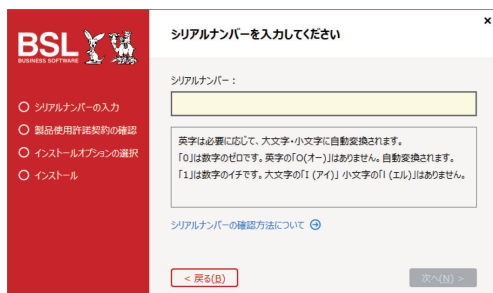 BSL
BUSINESS SOFTWARE
シリアルナンバーの入力
製品使用許諾契約の確認
インストールオプションの選択
インストール
×
シリアルナンバーを入力してください
シリアルナンバー：
英字は必要に応じて、大文字・小文字に自動変換されます。
「0」は数字のゼロです。英字の「O(オー)」はありません。自動変換されます。
「1」は数字のイチです。大文字の「I (アイ)」 小文字の「l (エル)」はありません。
シリアルナンバーの確認方法について
< 戻る(B)
次へ(N) >